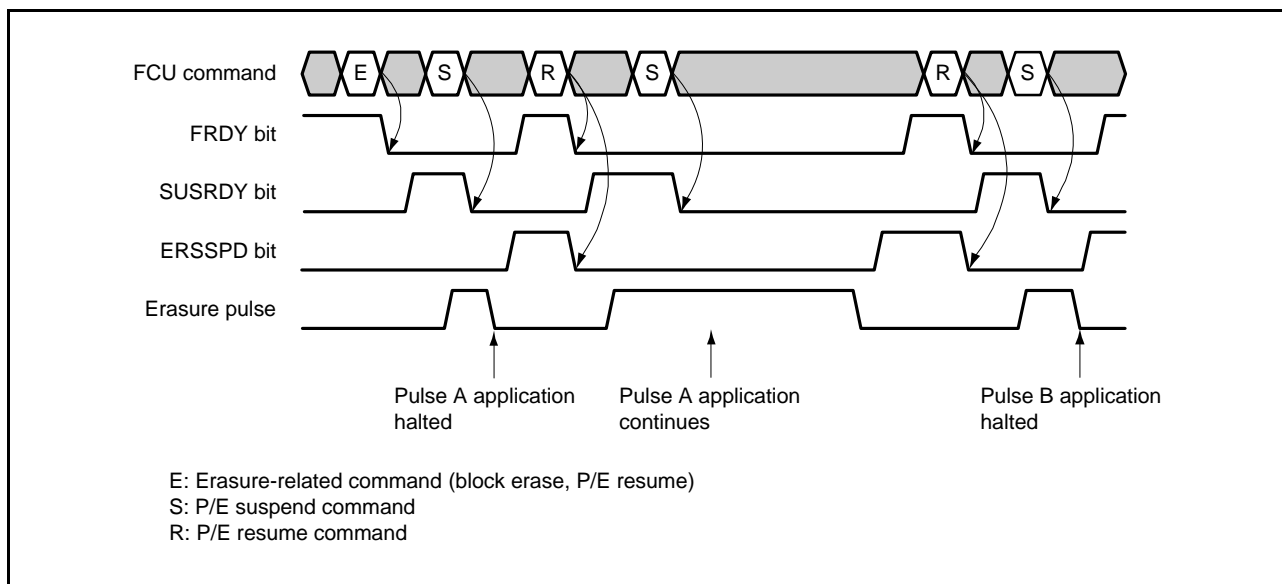 FCU command
E S R S R S
FRDY bit
SUSRDY bit
ERSSPD bit
Erasure pulse
Pulse A application
halted
Pulse A application
continues
Pulse B application
halted
E: Erasure-related command (block erase, P/E resume)
S: P/E suspend command
R: P/E resume command